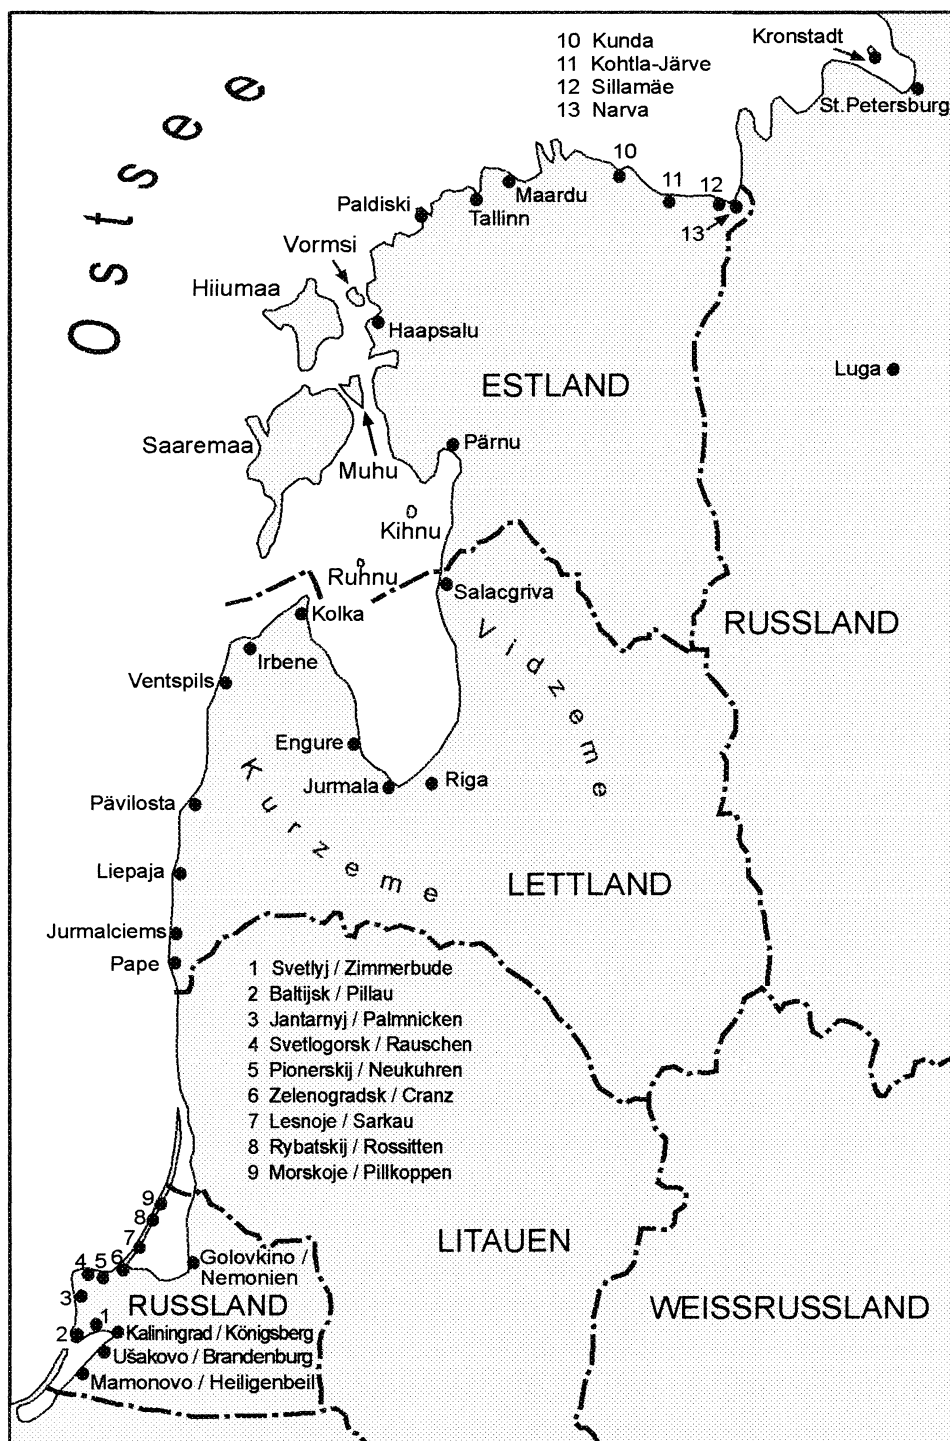 10 Kunda
11 Kohtla-Järve
12 Sillamäe
13 Narva
Kronstadt
St.Petersburg
Ostsee
10
11
12
13
Maardu
Tallinn
Paldiski
Vormsi
Hiiumaa
Haapsalu
ESTLAND
Luga
Saaremaa
Muhu
Pärnu
Kihnu
Ruhnu
Salacgriva
Kolka
RUSSLAND
Vidzeme
Irbene
Ventspils
Engure
Jurmala
Riga
Kurzeme
Pävilosta
Liepaja
LETTLAND
Jurmalciems
Pape
1 Svetlyj / Zimmerbude
2 Baltijsk / Pillau
3 Jantarnyj / Palmnicken
4 Svetlogorsk / Rauschen
5 Pionerskij / Neukuhren
6 Zelenogradsk / Cranz
7 Lesnoje / Sarkau
8 Rybatskij / Rossitten
9 Morskoje / Pillkoppen
9
8
7
6
5
4
3
2
1
LITAUEN
Golovkino /
Nemonien
RUSSLAND
WEISSRUSSLAND
Kaliningrad / Königsberg
Ušakovo / Brandenburg
Mamonovo / Heiligenbeil